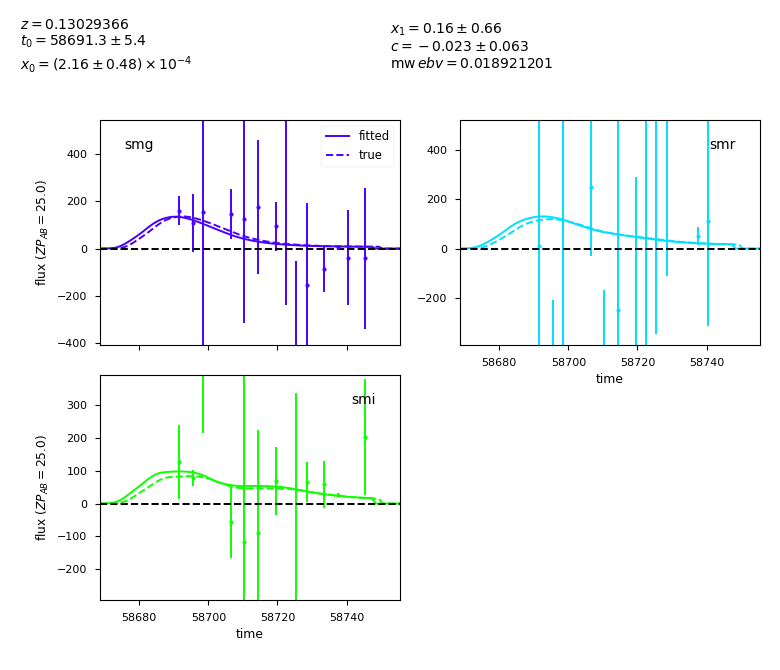 z = 0.13029366
t₀ = 58691.3 ± 5.4
x₀ = (2.16 ± 0.48) × 10⁻⁴
x₁ = 0.16 ± 0.66
c = −0.023 ± 0.063
mw ebv = 0.018921201
smg
fitted
true
400
200
0
−200
−400
flux (ZP_AB = 25.0)
smr
400
200
0
−200
58680 58700 58720 58740
time
smi
300
200
100
0
−100
−200
flux (ZP_AB = 25.0)
58680 58700 58720 58740
time